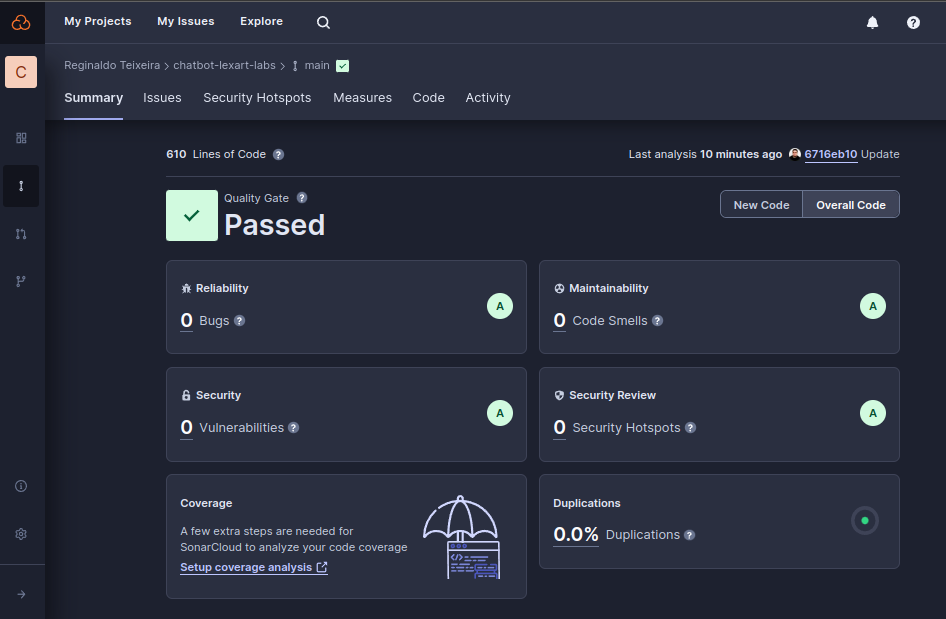 My Projects My Issues Explore
C
Reginaldo Teixeira > chatbot-lexart-labs > main
Summary Issues Security Hotspots Measures Code Activity
610 Lines of Code ?
Last analysis 10 minutes ago 6716eb10 Update
Quality Gate ?
Passed
New Code Overall Code
Reliability
0 Bugs ?
A
Maintainability
0 Code Smells ?
A
Security
0 Vulnerabilities ?
A
Security Review
0 Security Hotspots ?
A
Coverage
A few extra steps are needed for
SonarCloud to analyze your code coverage
Setup coverage analysis
Duplications
0.0% Duplications ?